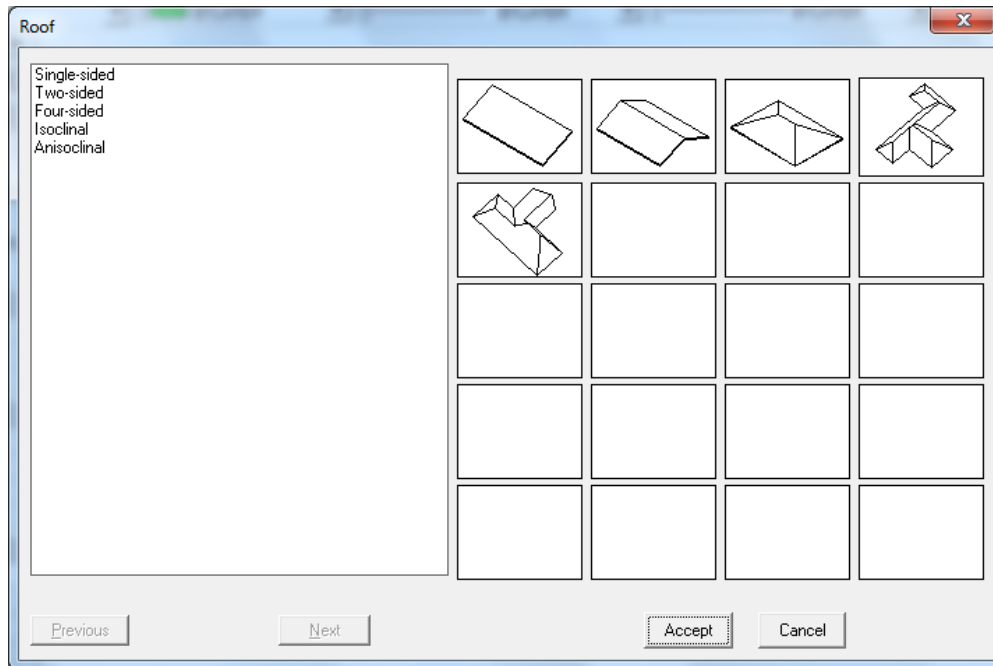 Roof
Single-sided
Two-sided
Four-sided
Isoclinal
Anisoclinal
Previous
Next
Accept
Cancel